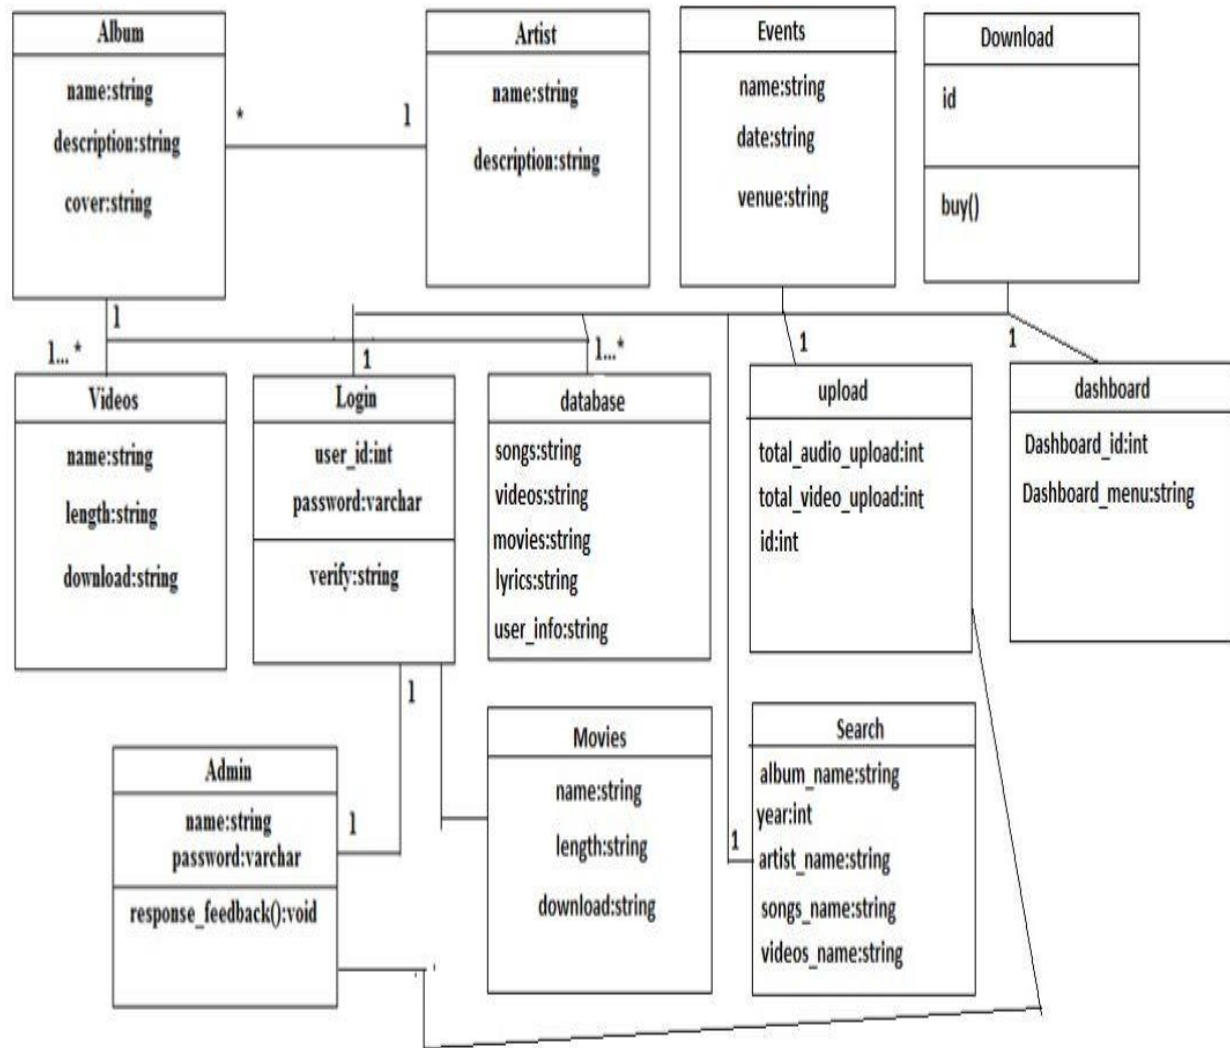 Album
name:string
description:string
cover:string
*
1
Artist
name:string
description:string
Events
name:string
date:string
venue:string
Download
id
buy()
1
1... *
1
1...*
1
1
Videos
name:string
length:string
download:string
Login
user_id:int
password:varchar
verify:string
database
songs:string
videos:string
movies:string
lyrics:string
user_info:string
upload
total_audio_upload:int
total_video_upload:int
id:int
dashboard
Dashboard_id:int
Dashboard_menu:string
1
1
Admin
name:string
password:varchar
response_feedback():void
Movies
name:string
length:string
download:string
1
Search
album_name:string
year:int
artist_name:string
songs_name:string
videos_name:string